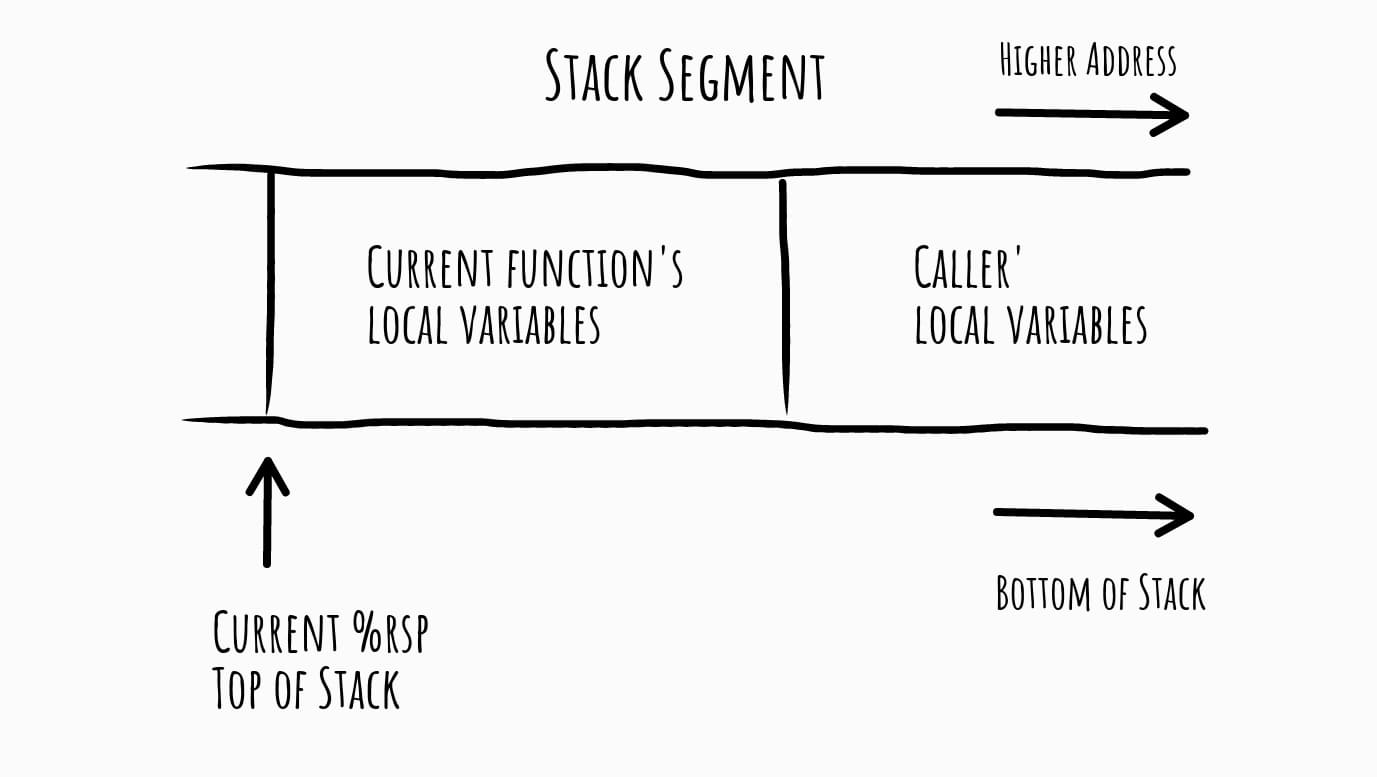 Stack Segment
Higher Address
Current function's
local variables
Caller'
local variables
Current %rsp
Top of Stack
Bottom of Stack